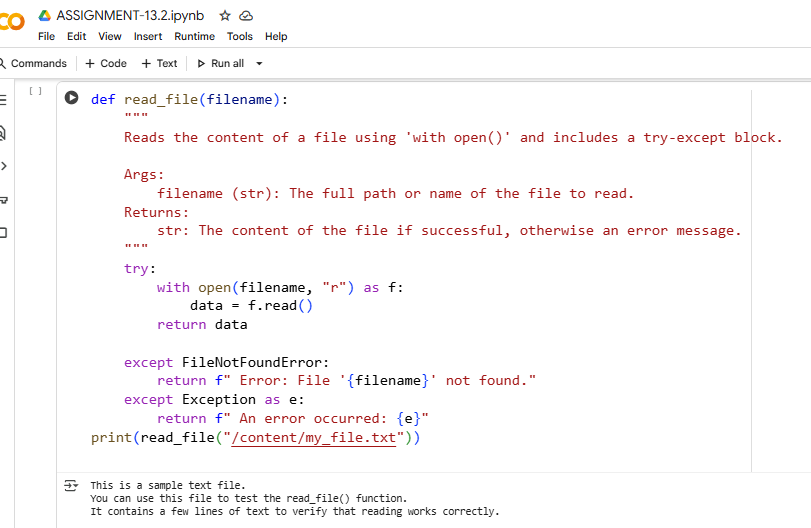 CO ASSIGNMENT-13.2.ipynb
File Edit View Insert Runtime Tools Help
Commands + Code + Text Run all
[ ]
def read_file(filename):
    """
    Reads the content of a file using 'with open()' and includes a try-except block.

    Args:
        filename (str): The full path or name of the file to read.
    Returns:
        str: The content of the file if successful, otherwise an error message.
    """
    try:
        with open(filename, "r") as f:
            data = f.read()
        return data

    except FileNotFoundError:
        return f" Error: File '{filename}' not found."
    except Exception as e:
        return f" An error occurred: {e}"
print(read_file("/content/my_file.txt"))
This is a sample text file.
You can use this file to test the read_file() function.
It contains a few lines of text to verify that reading works correctly.